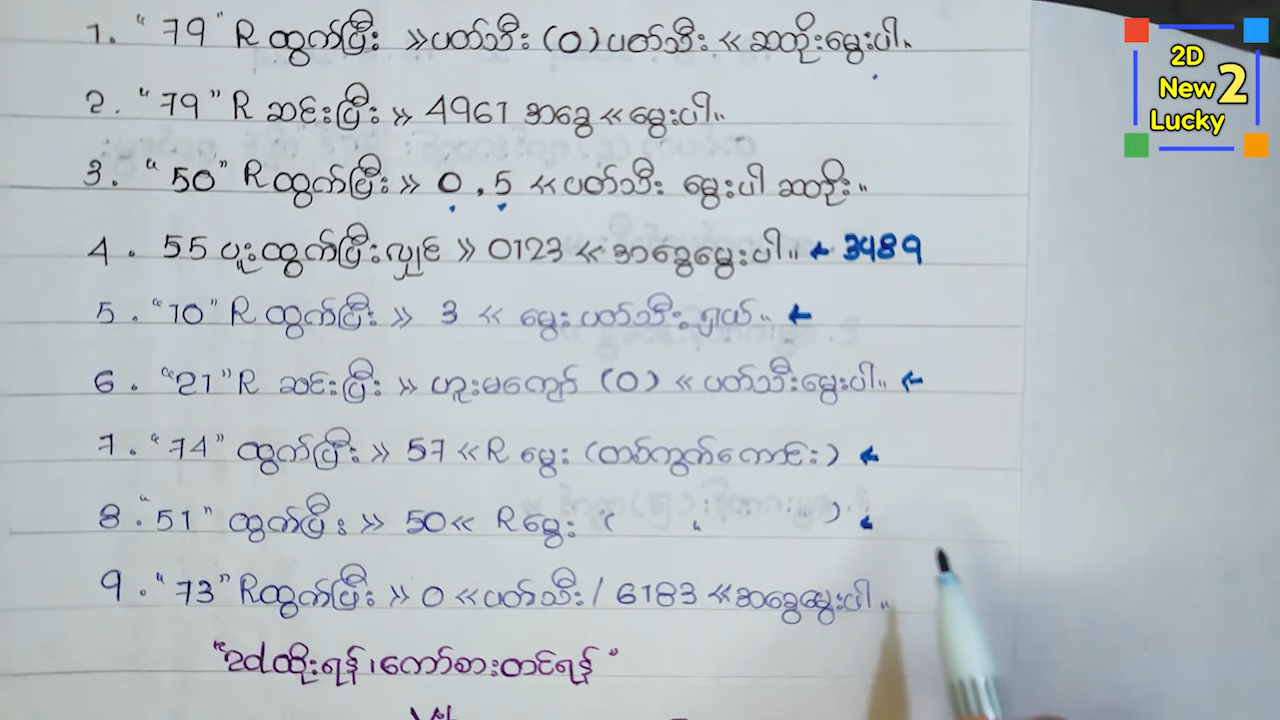 1. "79" R ထွက်ပြီး »ပတ်သီး (0) ပတ်သီး « ဆတိုးမွေးပါ။
2. "79" R ဆင်းပြီး » 4967 အခွေ « မွေးပါ။
3. "50" R ထွက်ပြီး » 0 , 5 « ပတ်သီး မွေးပါ ဆတိုး။
4. 55 ပူးထွက်ပြီးလျှင် » 0123 « အခွေမွေးပါ။ ← 3489
5. "10" R ထွက်ပြီး » 3 « မွေး ပတ်သီး ရှယ်။ ←
6. "21" R ဆင်းပြီး » ဟူးမကျော် (0) « ပတ်သီးမွေးပါ။ ←
7. "74" ထွက်ပြီး » 57 « R မွေး (တစ်ကွက်ကောင်း) ←
8. "51" ထွက်ပြီး » 50 « R မွေး ( " ) ←
9. "73" R ထွက်ပြီး » 0 « ပတ်သီး / 6183 « အခွေမွေးပါ။
"2d ထိုးရန်၊ ကော်စားတင်ရန်"
2D
New 2
Lucky